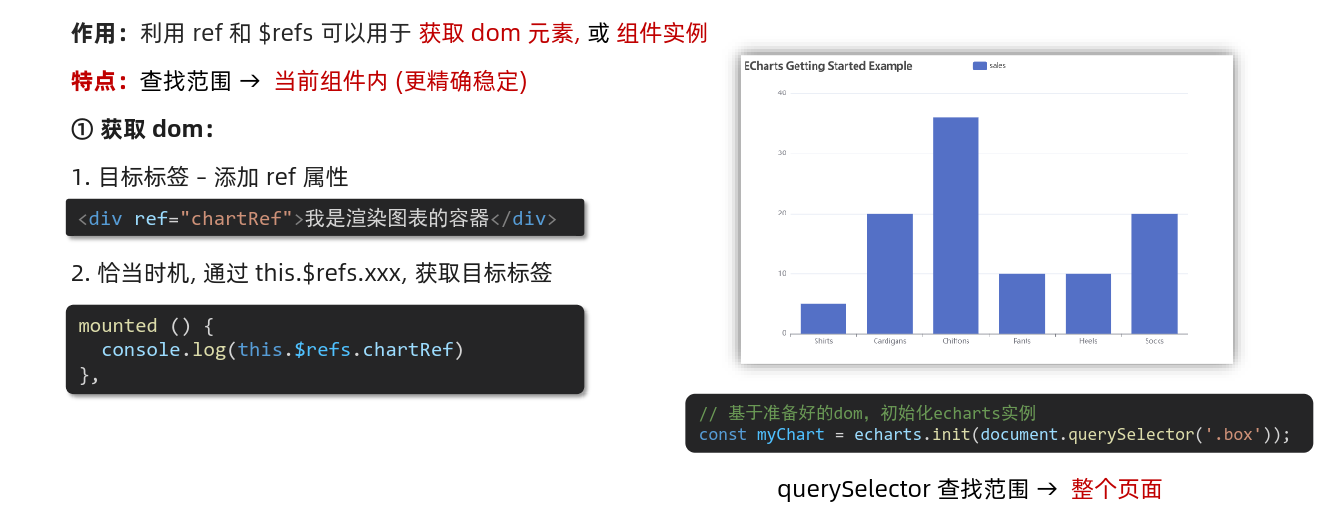 作用：利用 ref 和 $refs 可以用于 获取 dom 元素, 或 组件实例
特点：查找范围 → 当前组件内 (更精确稳定)
① 获取 dom：
1. 目标标签 – 添加 ref 属性
<div ref="chartRef">我是渲染图表的容器</div>
2. 恰当时机, 通过 this.$refs.xxx, 获取目标标签
mounted () {
  console.log(this.$refs.chartRef)
},
ECharts Getting Started Example
sales
40
30
20
10
0
Shirts Cardigans Chiffons Pants Heels Socks
// 基于准备好的dom，初始化echarts实例
const myChart = echarts.init(document.querySelector('.box'));
querySelector 查找范围 → 整个页面